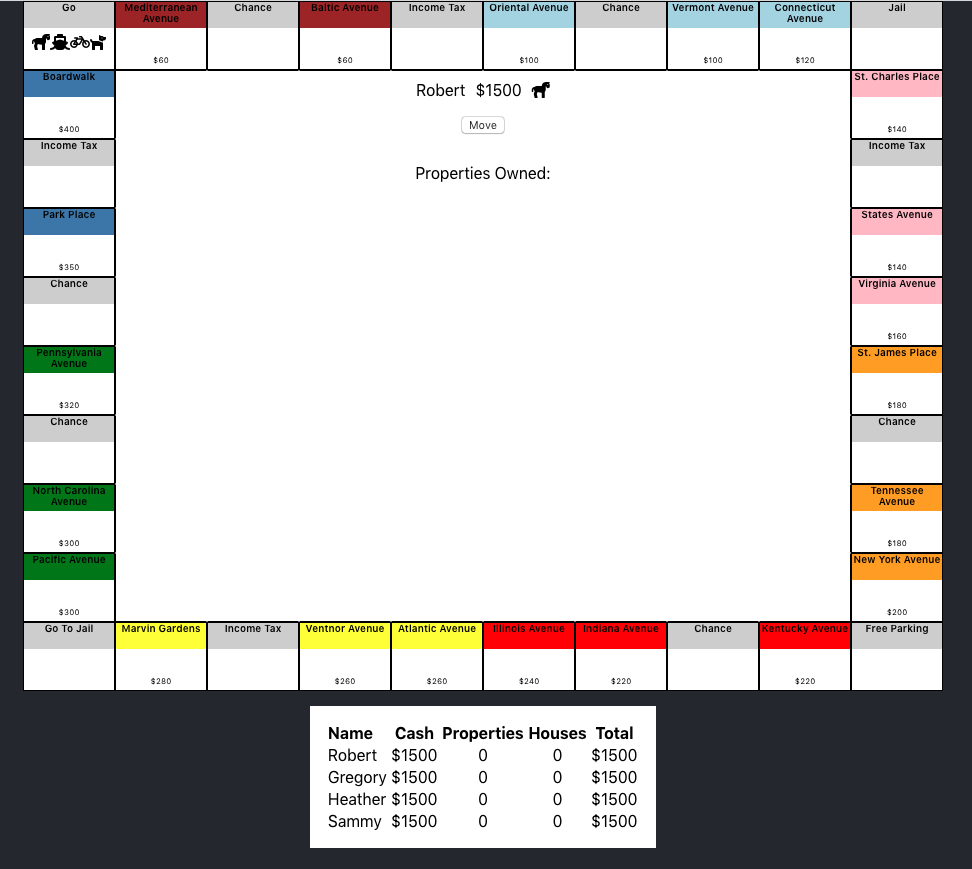 Go
Mediterranean
Avenue
$60
Chance
Baltic Avenue
$60
Income Tax
Oriental Avenue
$100
Chance
Vermont Avenue
$100
Connecticut
Avenue
$120
Jail
Boardwalk
$400
Income Tax
Park Place
$350
Chance
Pennsylvania
Avenue
$320
Chance
North Carolina
Avenue
$300
Pacific Avenue
$300
Robert $1500
Move
Properties Owned:
St. Charles Place
$140
Income Tax
States Avenue
$140
Virginia Avenue
$160
St. James Place
$180
Chance
Tennessee
Avenue
$180
New York Avenue
$200
Go To Jail
Marvin Gardens
$280
Income Tax
Ventnor Avenue
$260
Atlantic Avenue
$260
Illinois Avenue
$240
Indiana Avenue
$220
Chance
Kentucky Avenue
$220
Free Parking
Name Cash Properties Houses Total
Robert $1500 0 0 $1500
Gregory $1500 0 0 $1500
Heather $1500 0 0 $1500
Sammy $1500 0 0 $1500